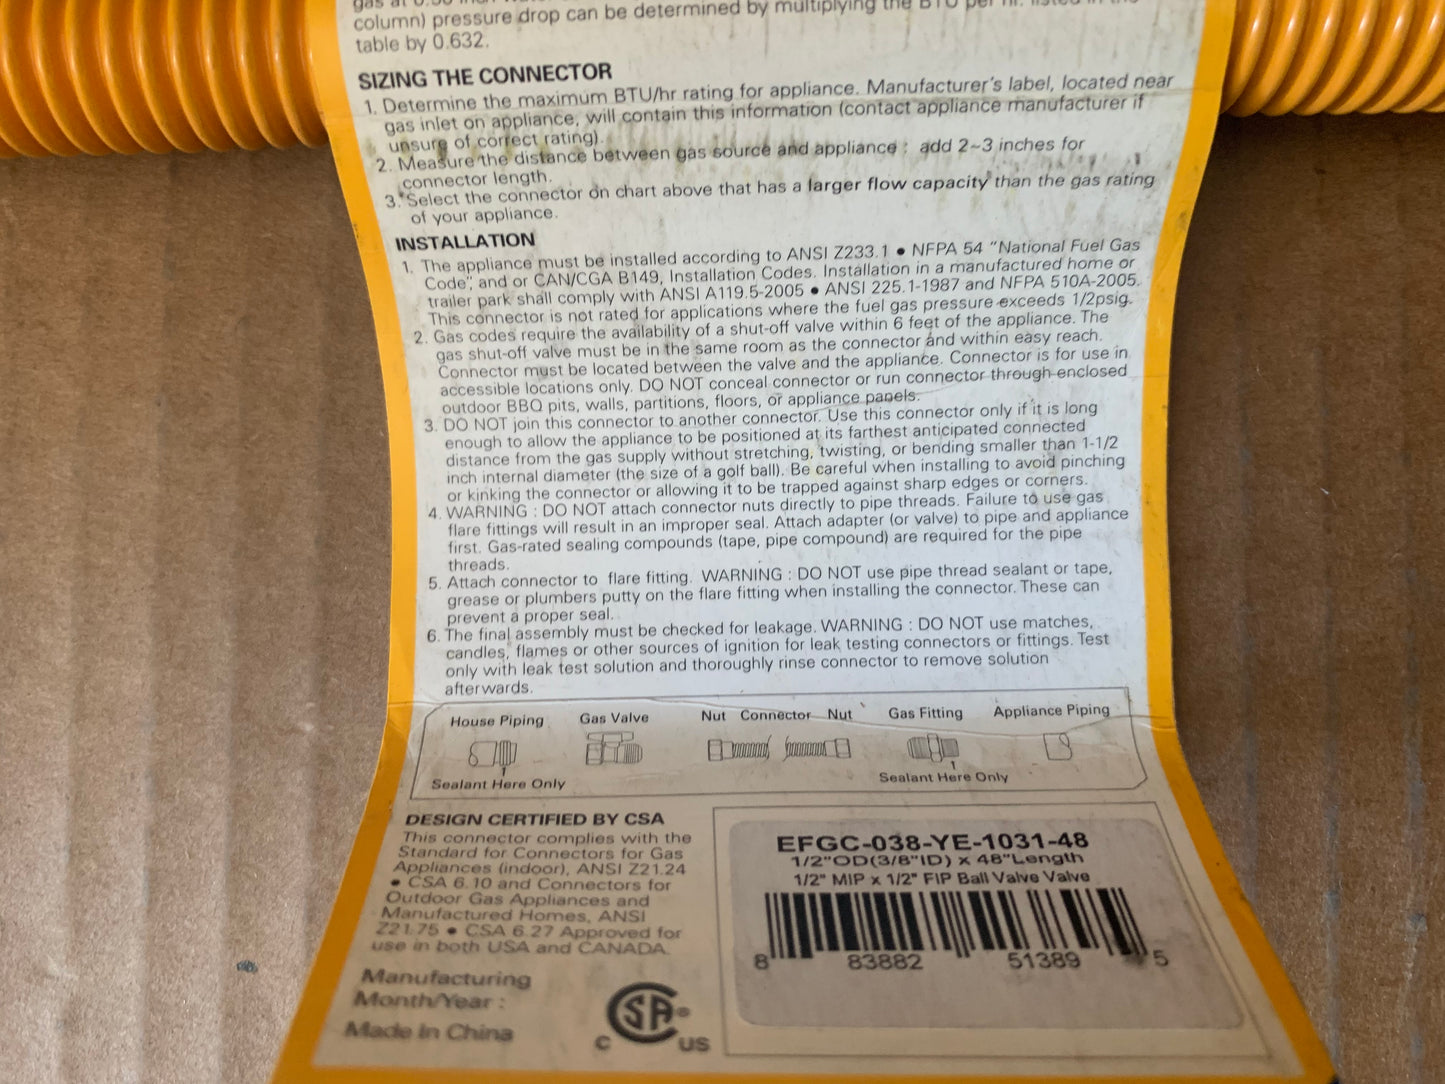 gas at 0.50 inch
column) pressure drop can be determined by multiplying the BTU per hr. listed in the
table by 0.632.
SIZING THE CONNECTOR
1. Determine the maximum BTU/hr rating for appliance. Manufacturer's label, located near
gas inlet on appliance, will contain this information (contact appliance manufacturer if
unsure of correct rating).
2. Measure the distance between gas source and appliance : add 2~3 inches for
connector length.
3. Select the connector on chart above that has a larger flow capacity than the gas rating
of your appliance.
INSTALLATION
1. The appliance must be installed according to ANSI Z233.1 • NFPA 54 "National Fuel Gas
Code", and or CAN/CGA B149, Installation Codes. Installation in a manufactured home or
trailer park shall comply with ANSI A119.5-2005 • ANSI 225.1-1987 and NFPA 510A-2005.
This connector is not rated for applications where the fuel gas pressure exceeds 1/2psig.
2. Gas codes require the availability of a shut-off valve within 6 feet of the appliance. The
gas shut-off valve must be in the same room as the connector and within easy reach.
Connector must be located between the valve and the appliance. Connector is for use in
accessible locations only. DO NOT conceal connector or run connector through enclosed
outdoor BBQ pits, walls, partitions, floors, or appliance panels.
3. DO NOT join this connector to another connector. Use this connector only if it is long
enough to allow the appliance to be positioned at its farthest anticipated connected
distance from the gas supply without stretching, twisting, or bending smaller than 1-1/2
inch internal diameter (the size of a golf ball). Be careful when installing to avoid pinching
or kinking the connector or allowing it to be trapped against sharp edges or corners.
4. WARNING : DO NOT attach connector nuts directly to pipe threads. Failure to use gas
flare fittings will result in an improper seal. Attach adapter (or valve) to pipe and appliance
first. Gas-rated sealing compounds (tape, pipe compound) are required for the pipe
threads.
5. Attach connector to flare fitting. WARNING : DO NOT use pipe thread sealant or tape,
grease or plumbers putty on the flare fitting when installing the connector. These can
prevent a proper seal.
6. The final assembly must be checked for leakage. WARNING : DO NOT use matches,
candles, flames or other sources of ignition for leak testing connectors or fittings. Test
only with leak test solution and thoroughly rinse connector to remove solution
afterwards.
House Piping Gas Valve Nut Connector Nut Gas Fitting Appliance Piping
Sealant Here Only Sealant Here Only
DESIGN CERTIFIED BY CSA
This connector complies with the
Standard for Connectors for Gas
Appliances (indoor), ANSI Z21.24
• CSA 6.10 and Connectors for
Outdoor Gas Appliances and
Manufactured Homes, ANSI
Z21.75 • CSA 6.27 Approved for
use in both USA and CANADA.
Manufacturing
Month/Year :
Made In China
CSA®
C US
EFGC-038-YE-1031-48
1/2"OD(3/8"ID) x 48"Length
1/2" MIP x 1/2" FIP Ball Valve Valve
8 83882 51389 5